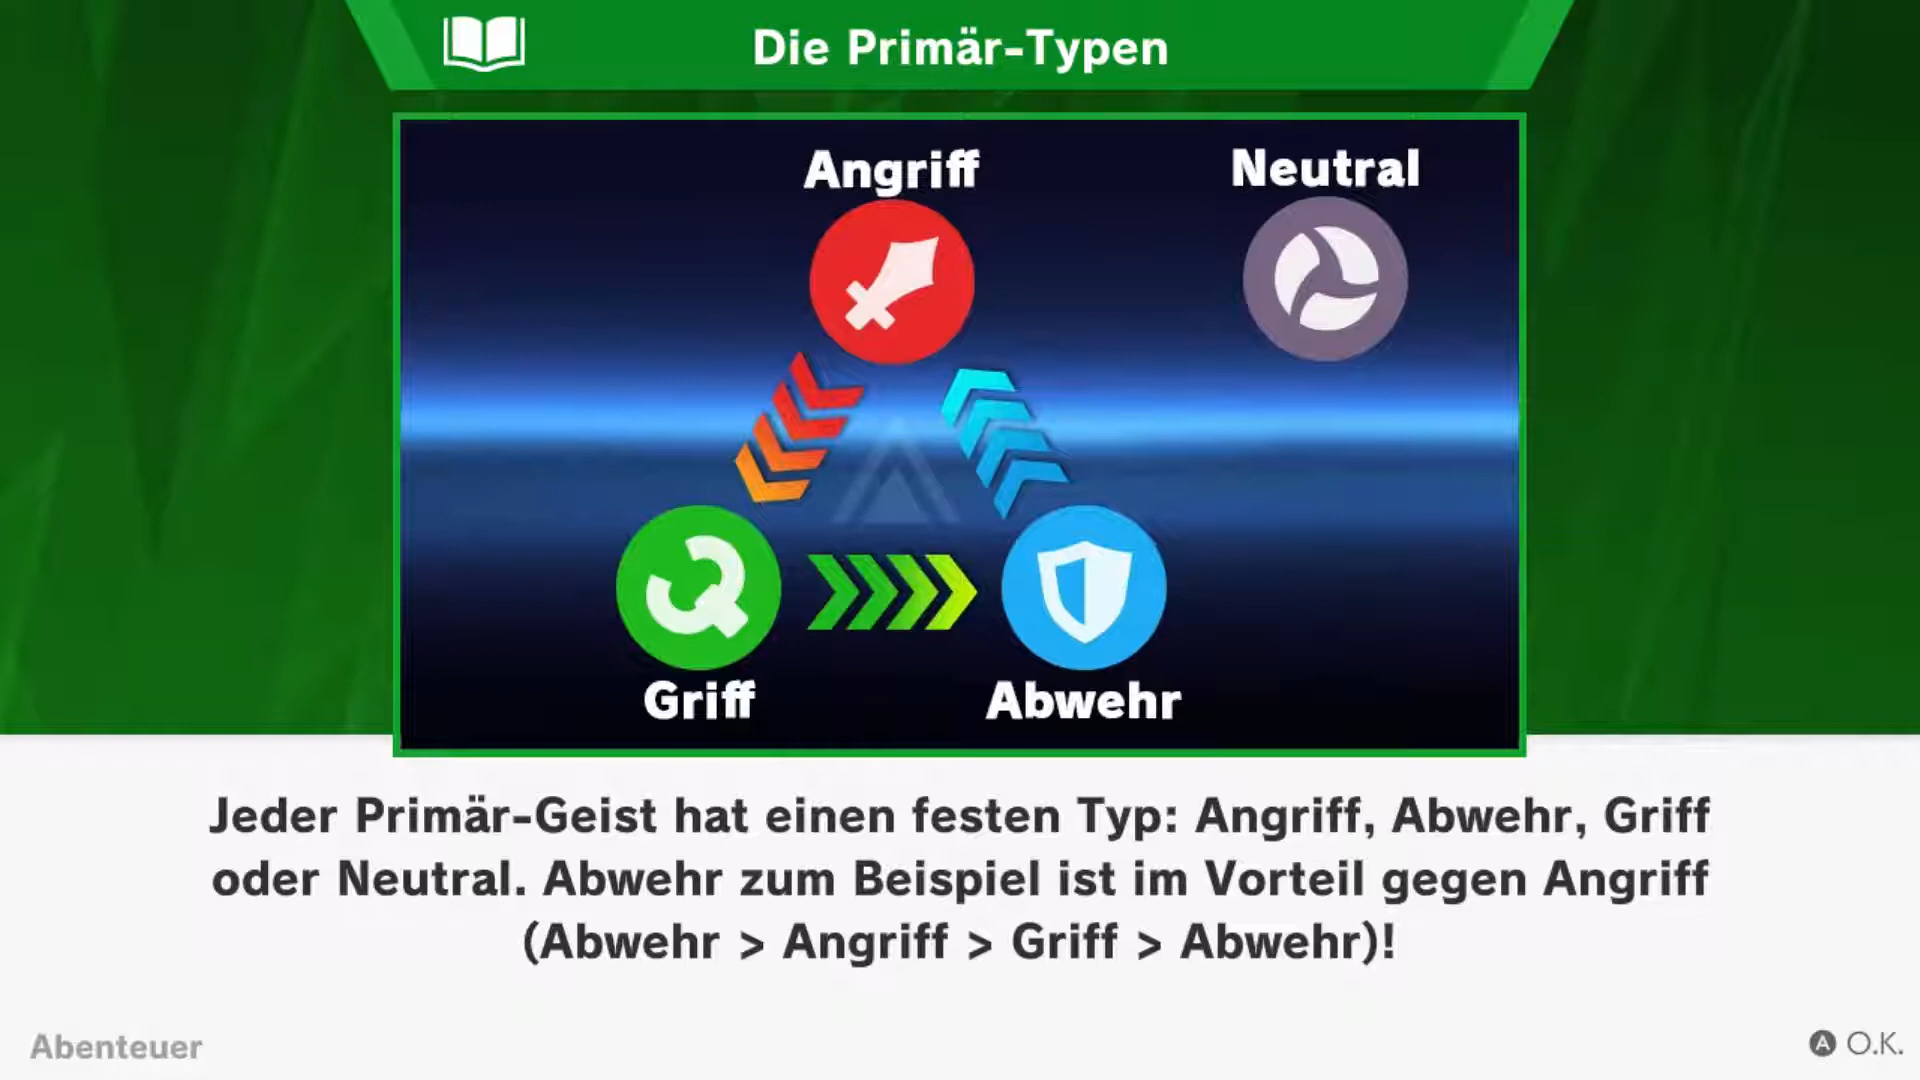 Die Primär-Typen
Angriff
Neutral
Griff
Abwehr
Jeder Primär-Geist hat einen festen Typ: Angriff, Abwehr, Griff
oder Neutral. Abwehr zum Beispiel ist im Vorteil gegen Angriff
(Abwehr > Angriff > Griff > Abwehr)!
Abenteuer
A O.K.